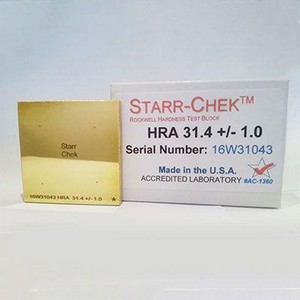 STARR-CHEK™
ROCKWELL HARDNESS TEST BLOCK
HRA 31.4 +/- 1.0
Serial Number: 16W31043
Made in the U.S.A.
ACCREDITED LABORATORY
#AC-1360
Starr
Chek
16W31043 HRA 31.4 +/- 1.0